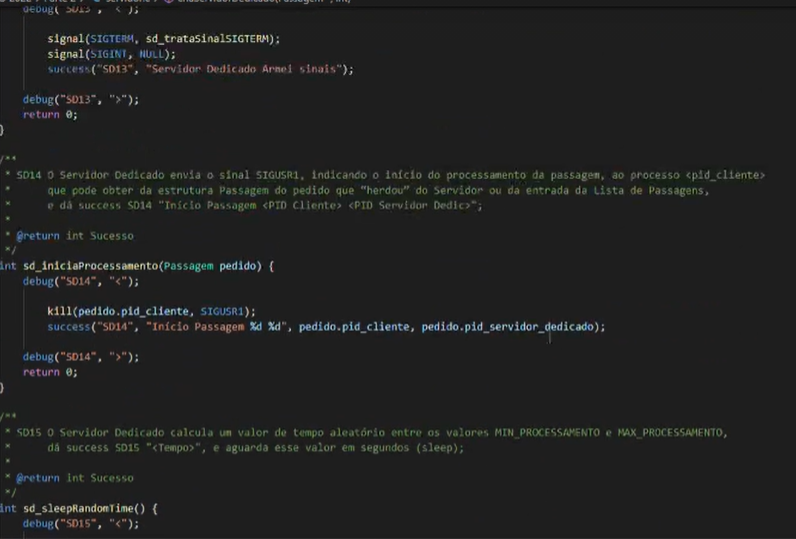 debug("SD13", "<");
signal(SIGTERM, sd_trataSinalSIGTERM);
signal(SIGINT, NULL);
success("SD13", "Servidor Dedicado Armei sinais");
debug("SD13", ">");
return 0;
}
/**
* SD14 O Servidor Dedicado envia o sinal SIGUSR1, indicando o início do processamento da passagem, ao processo <pid_cliente>
* que pode obter da estrutura Passagem do pedido que "herdou" do Servidor ou da entrada da Lista de Passagens,
* e dá success SD14 "Início Passagem <PID Cliente> <PID Servidor Dedic>";
*
* @return int Sucesso
*/
int sd_iniciaProcessamento(Passagem pedido) {
debug("SD14", "<");
kill(pedido.pid_cliente, SIGUSR1);
success("SD14", "Início Passagem %d %d", pedido.pid_cliente, pedido.pid_servidor_dedicado);
debug("SD14", ">");
return 0;
}
/**
* SD15 O Servidor Dedicado calcula um valor de tempo aleatório entre os valores MIN_PROCESSAMENTO e MAX_PROCESSAMENTO,
* dá success SD15 "<Tempo>", e aguarda esse valor em segundos (sleep);
*
* @return int Sucesso
*/
int sd_sleepRandomTime() {
debug("SD15", "<");